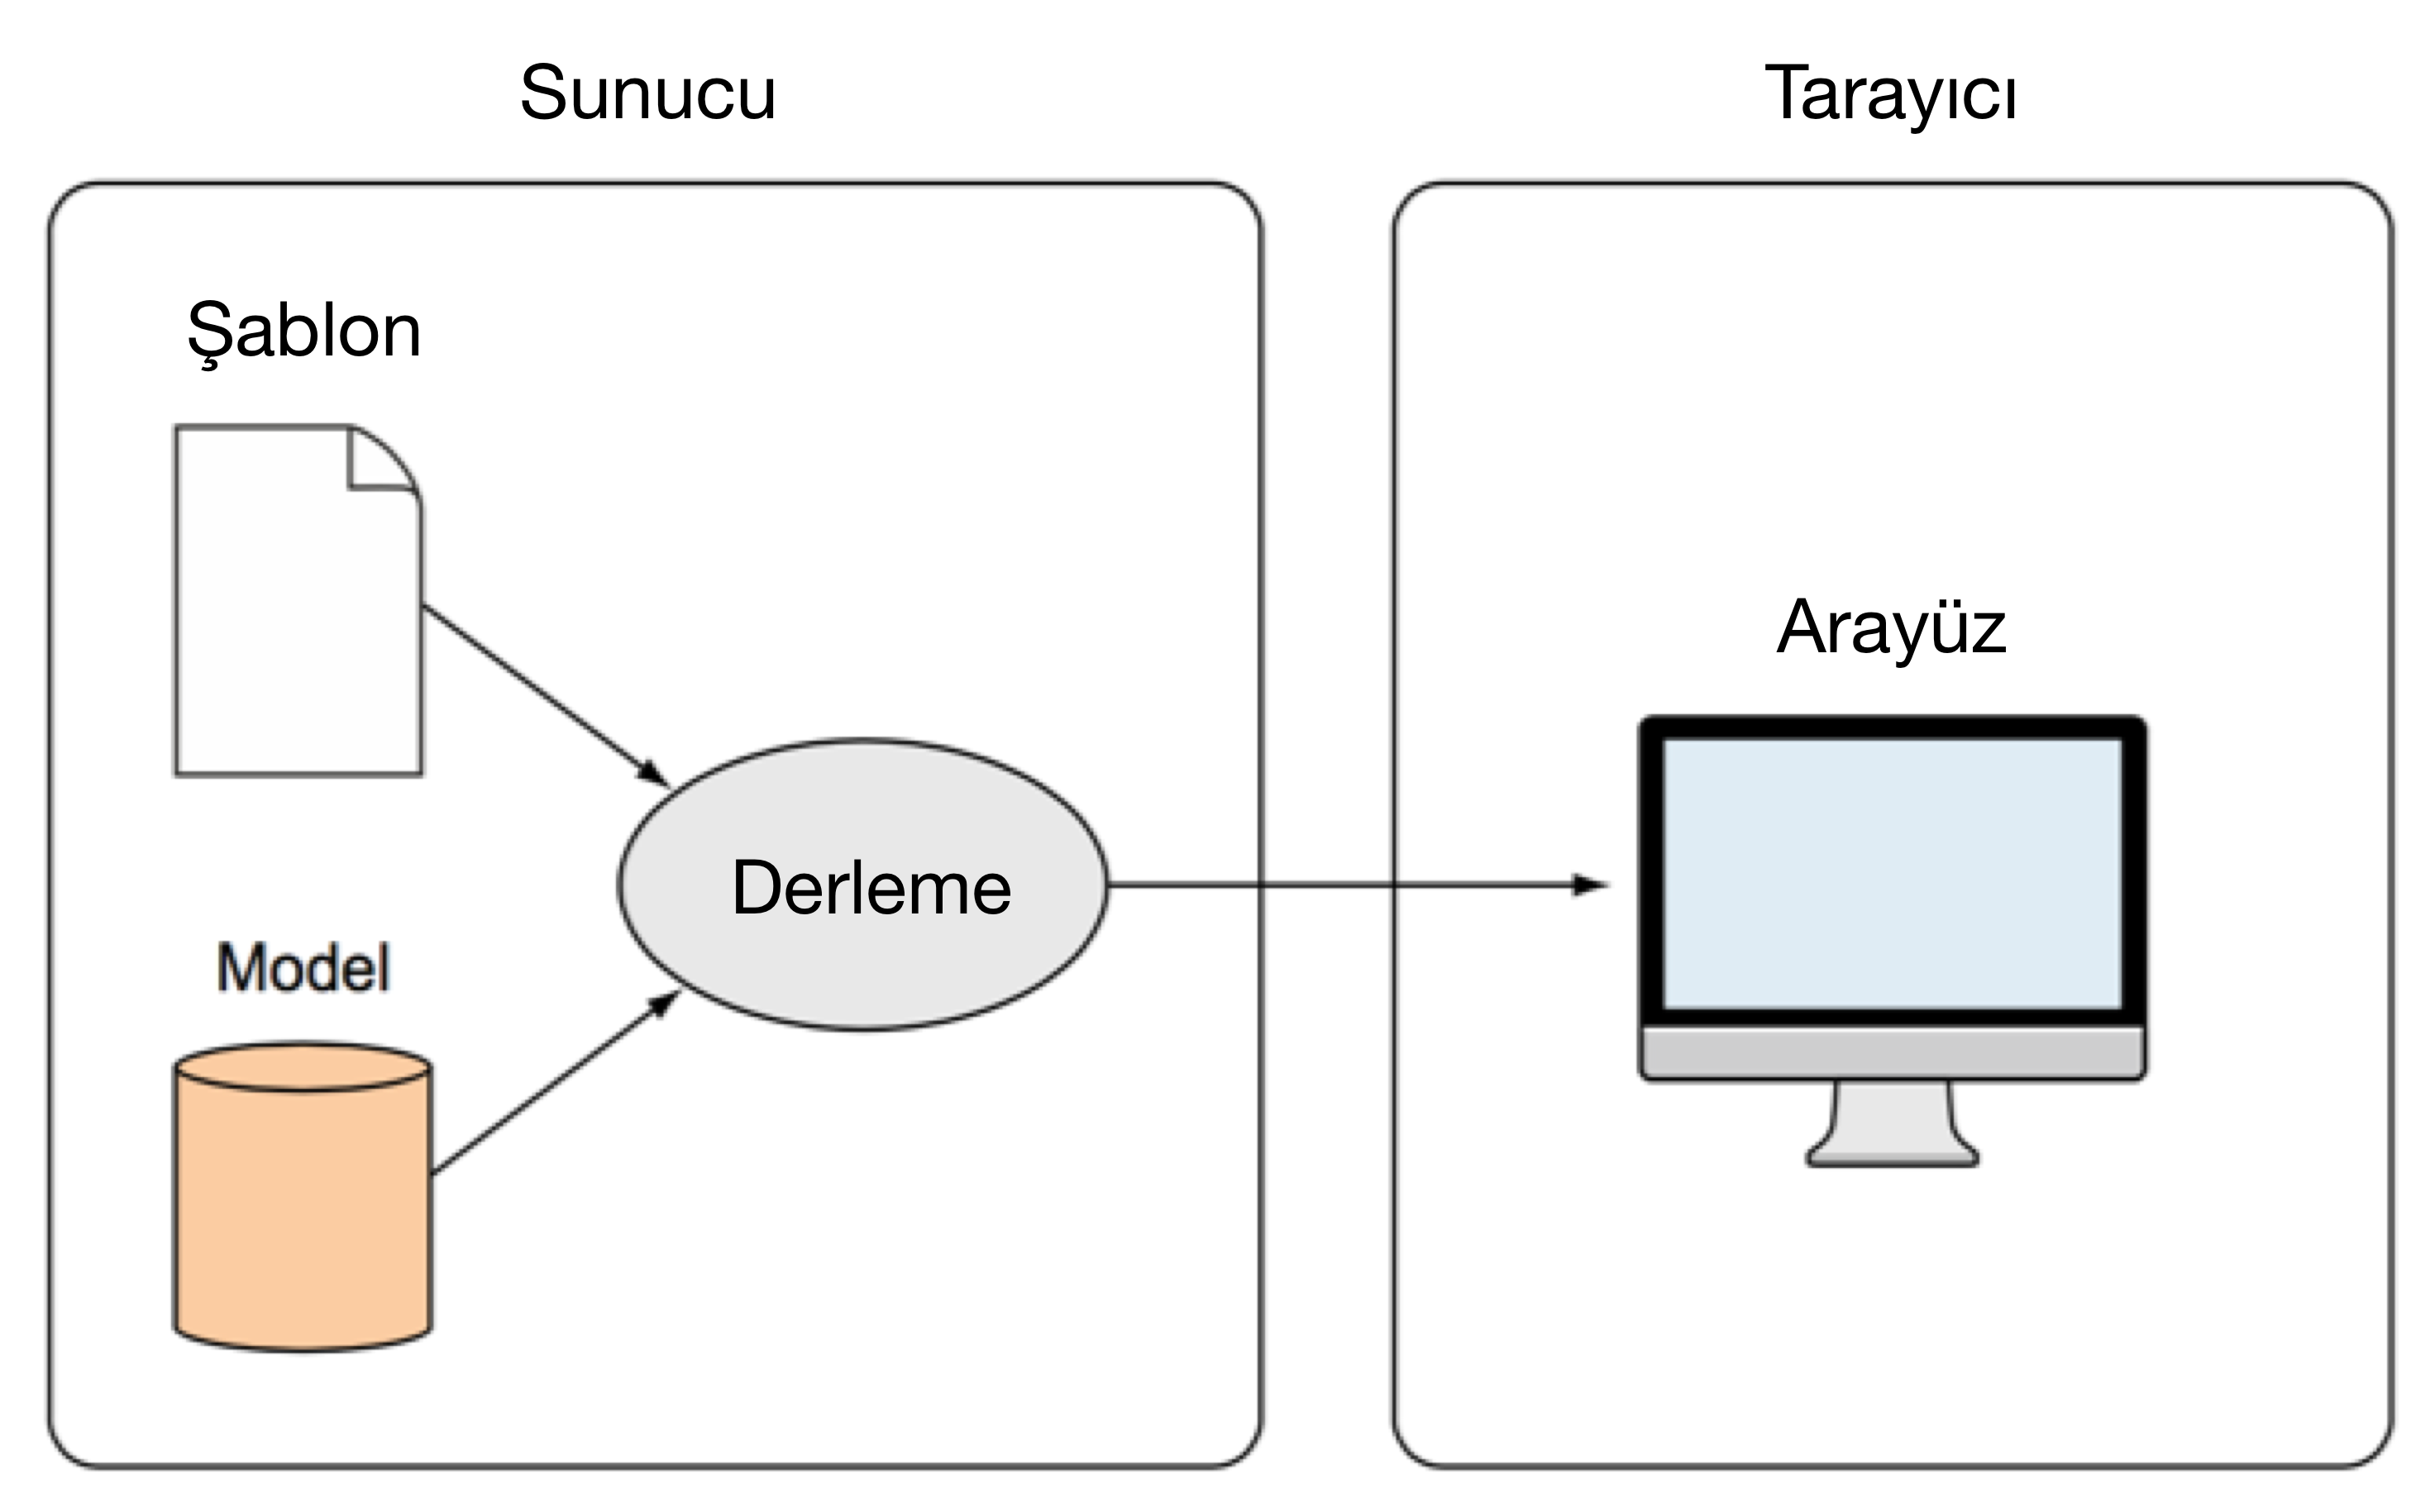 Sunucu
Tarayıcı
Şablon
Arayüz
Derleme
Model